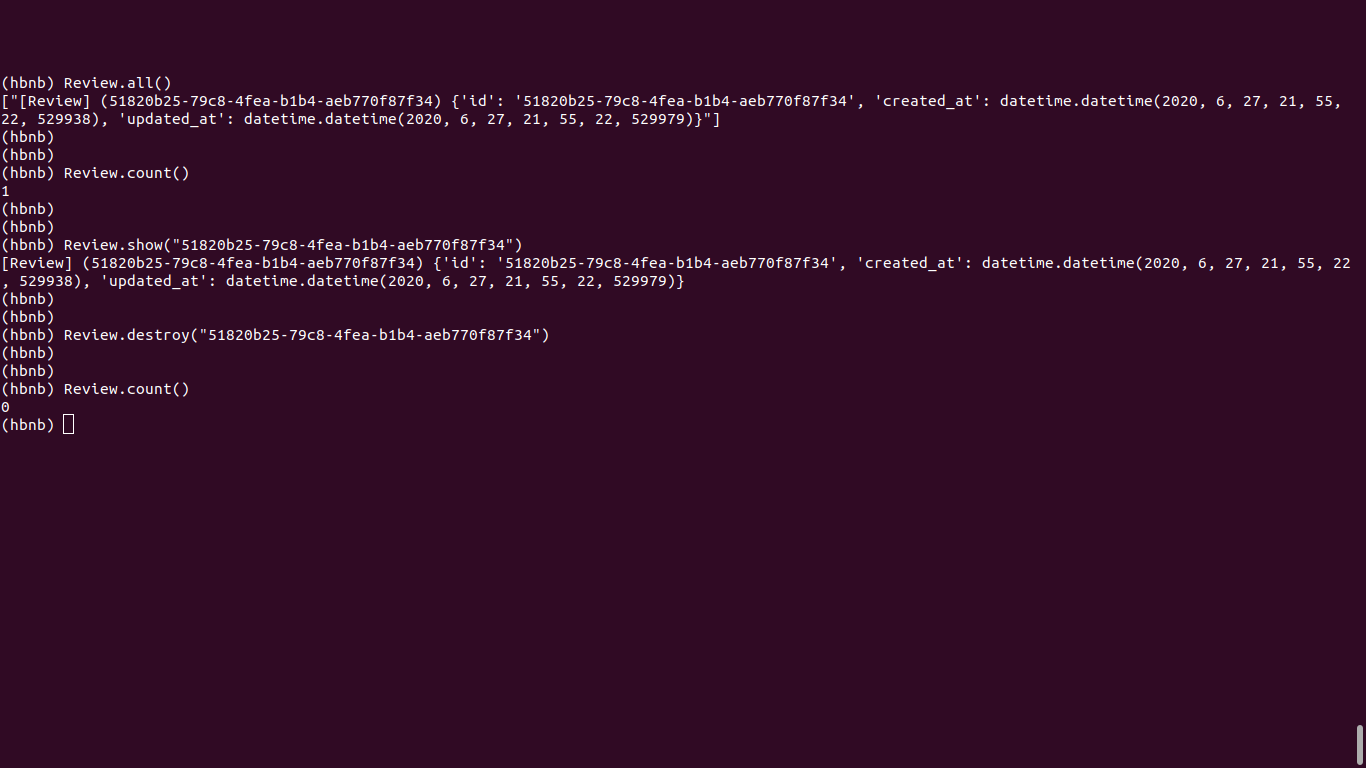 (hbnb) Review.all()
["[Review] (51820b25-79c8-4fea-b1b4-aeb770f87f34) {'id': '51820b25-79c8-4fea-b1b4-aeb770f87f34', 'created_at': datetime.datetime(2020, 6, 27, 21, 55,
22, 529938), 'updated_at': datetime.datetime(2020, 6, 27, 21, 55, 22, 529979)}"]
(hbnb)
(hbnb)
(hbnb) Review.count()
1
(hbnb)
(hbnb)
(hbnb) Review.show("51820b25-79c8-4fea-b1b4-aeb770f87f34")
[Review] (51820b25-79c8-4fea-b1b4-aeb770f87f34) {'id': '51820b25-79c8-4fea-b1b4-aeb770f87f34', 'created_at': datetime.datetime(2020, 6, 27, 21, 55, 22
, 529938), 'updated_at': datetime.datetime(2020, 6, 27, 21, 55, 22, 529979)}
(hbnb)
(hbnb)
(hbnb) Review.destroy("51820b25-79c8-4fea-b1b4-aeb770f87f34")
(hbnb)
(hbnb)
(hbnb) Review.count()
0
(hbnb)